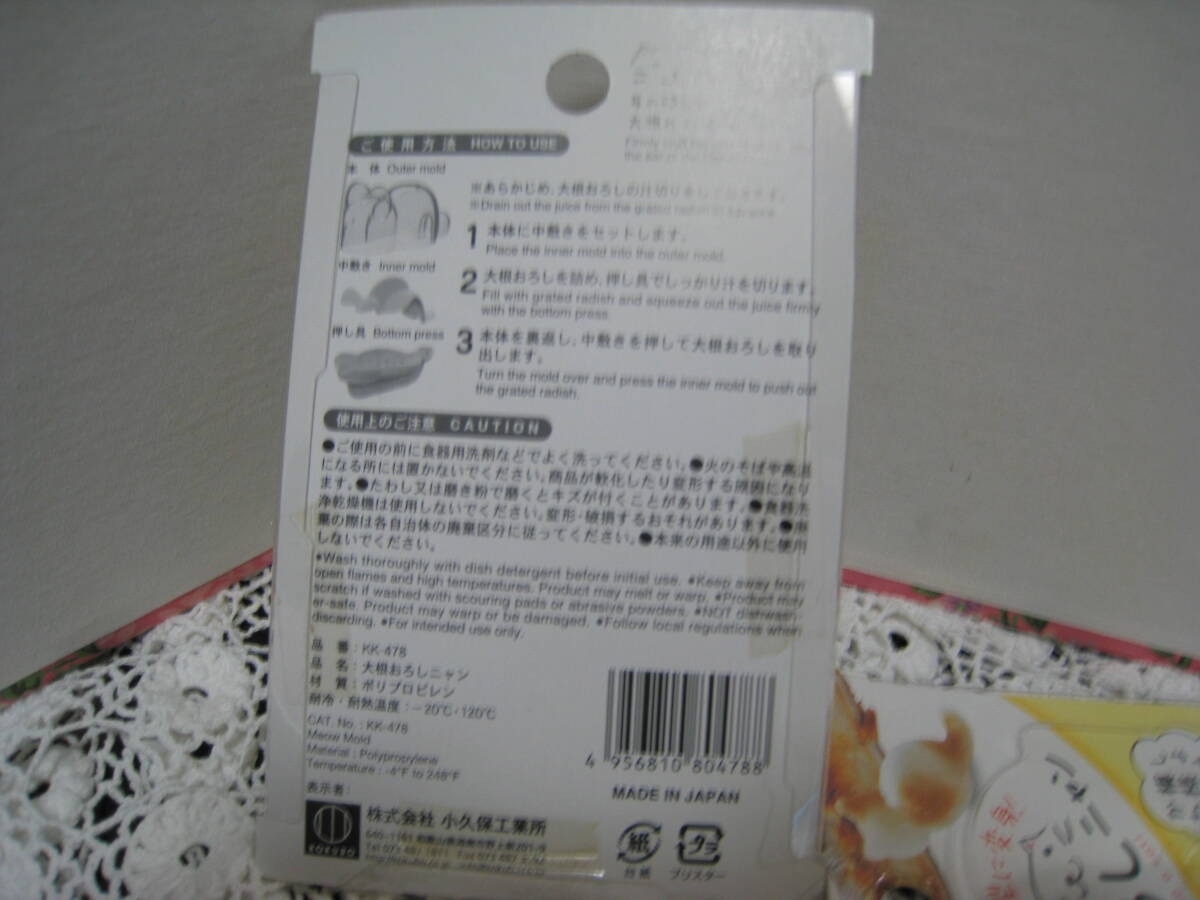 ご使用方法 HOW TO USE
本 体 Outer mold
※あらかじめ、大根おろしの汁切りをして
※Drain out the juice from the grated radish
1 本体に中敷きをセットします。
Place the inner mold into the outer mold.
中敷き Inner mold
2 大根おろしを詰め、押し具でしっかり汁を切ります。
Fill with grated radish and squeeze out the juice firmly
with the bottom press.
押し具 Bottom press
3 本体を裏返し、中敷きを押して大根おろしを取り
出します。
Turn the mold over and press the inner mold to push out
the grated radish.
使用上のご注意 CAUTION
●ご使用の前に食器用洗剤などでよく洗ってください。●火のそばや高温
になる所には置かないでください。商品が軟化したり変形する原因になり
ます。●たわし又は磨き粉で磨くとキズが付くことがあります。●食器洗
浄乾燥機は使用しないでください。変形・破損するおそれがあります。●廃
棄の際は各自治体の廃棄区分に従ってください。●本来の用途以外に使用
しないでください。
●Wash thoroughly with dish detergent before initial use. ●Keep away from
open flames and high temperatures. Product may melt or warp. ●Product may
scratch if washed with scouring pads or abrasive powders. ●NOT dishwash-
er-safe. Product may warp or be damaged. ●Follow local regulations when
discarding. ●For intended use only.
品 番：KK-478
品 名：大根おろしニャン
材 質：ポリプロピレン
耐冷・耐熱温度：−20℃・120℃
CAT. No.：KK-478
Meow Mold
Material : Polypropylene
Temperature : -4°F to 248°F
表示者：
KOKUBO
株式会社 小久保工業所
4 956810 804788
MADE IN JAPAN
紙 プラ
台紙 ブリスター